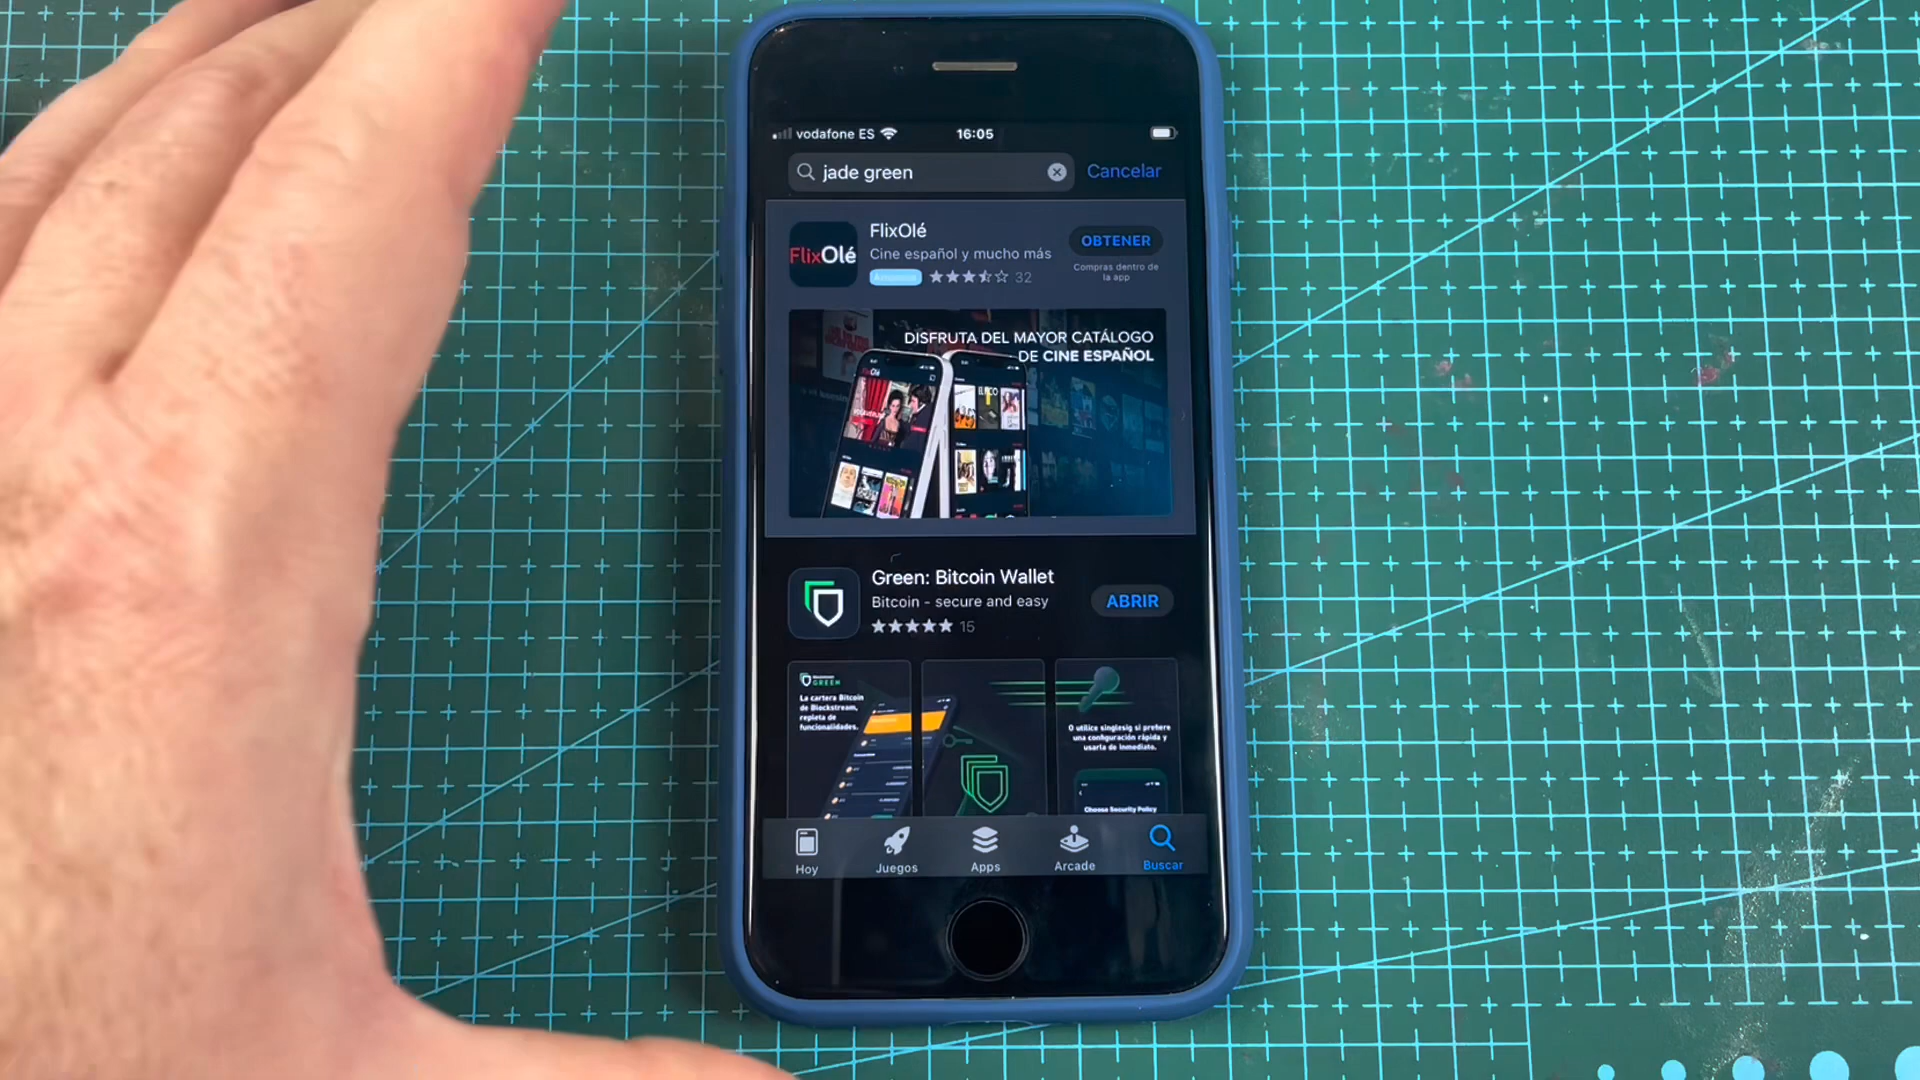 vodafone ES
16:05
jade green
Cancelar
FlixOlé
FlixOlé
Cine español y mucho más
32
OBTENER
Compras dentro de
la app
DISFRUTA DEL MAYOR CATÁLOGO
DE CINE ESPAÑOL
Green: Bitcoin Wallet
Bitcoin - secure and easy
15
ABRIR
GREEN
La cartera Bitcoin
de Blockstream,
repleta de
funcionalidades.
O utilice singlesig si prefere
una configuración rápida y
usarla de inmediato.
Choose Security Policy
Hoy
Juegos
Apps
Arcade
Buscar